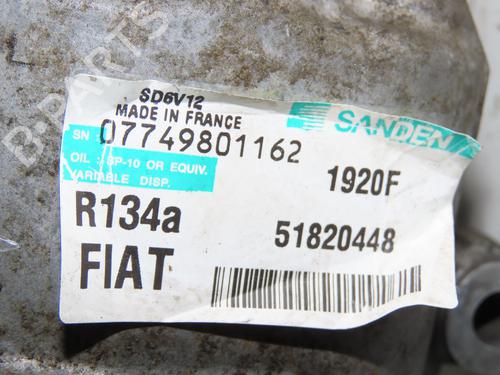 B-PARTS
SD6V12
MADE IN FRANCE
SANDEN
SN 07749801162
OIL : SP-10 OR EQUIV.
VARIABLE DISP.
1920F
R134a
51820448
FIAT